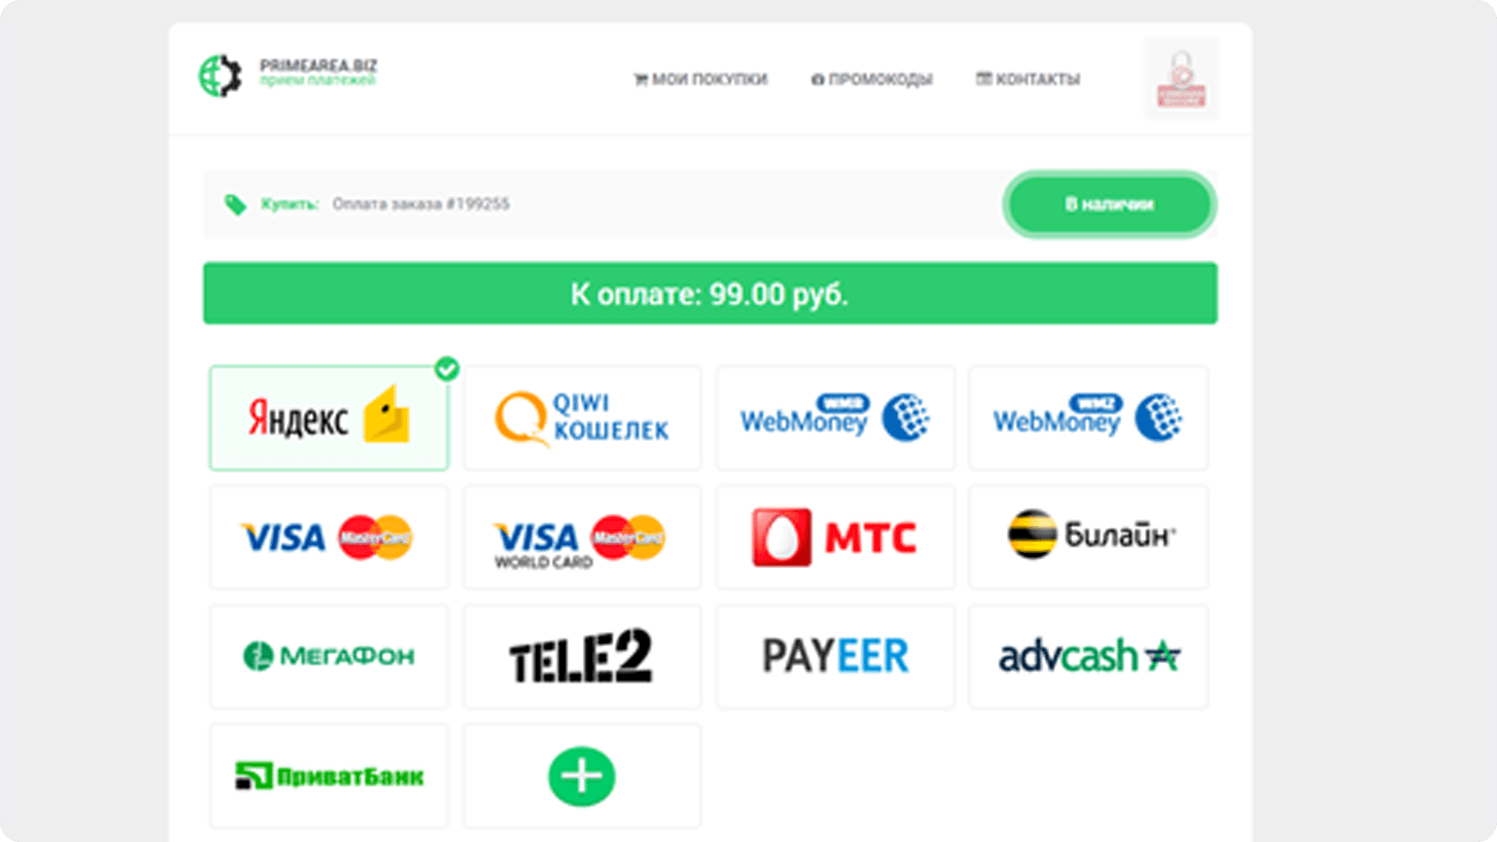 PRIMEAREA.BIZ
прием платежей
МОИ ПОКУПКИ
ПРОМОКОДЫ
КОНТАКТЫ
Купить: Оплата заказа #199255
В наличии
К оплате: 99.00 руб.
Яндекс
QIWI
КОШЕЛЕК
WMR
WebMoney
WMZ
WebMoney
VISA MasterCard
VISA MasterCard
WORLD CARD
МТС
Билайн
МЕГАФОН
TELE2
PAYEER
advcash
ПриватБанк